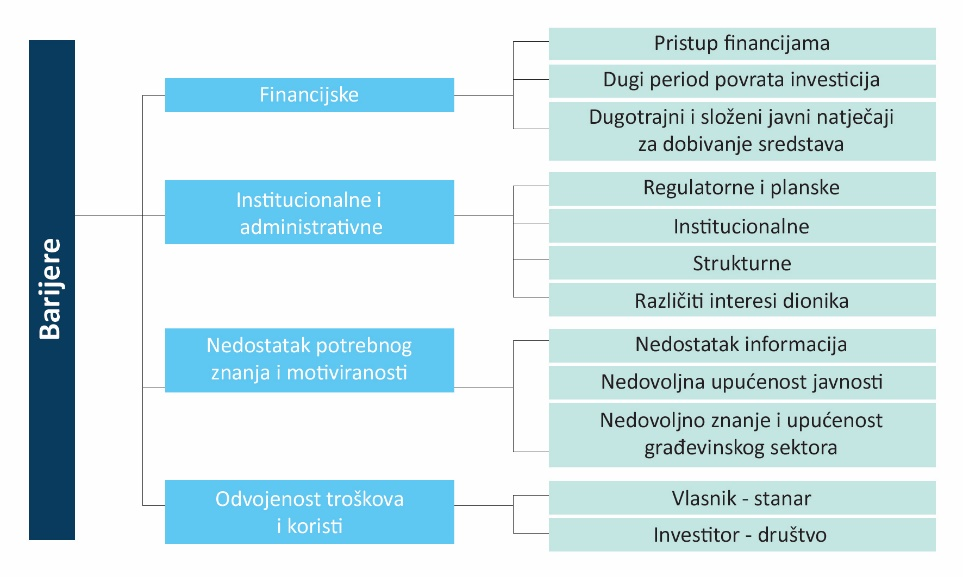 Barijere
Financijske
Pristup financijama
Dugi period povrata investicija
Dugotrajni i složeni javni natječaji
za dobivanje sredstava
Institucionalne i
administrativne
Regulatorne i planske
Institucionalne
Strukturne
Različiti interesi dionika
Nedostatak potrebnog
znanja i motiviranosti
Nedostatak informacija
Nedovoljna upućenost javnosti
Nedovoljno znanje i upućenost
građevinskog sektora
Odvojenost troškova
i koristi
Vlasnik - stanar
Investitor - društvo